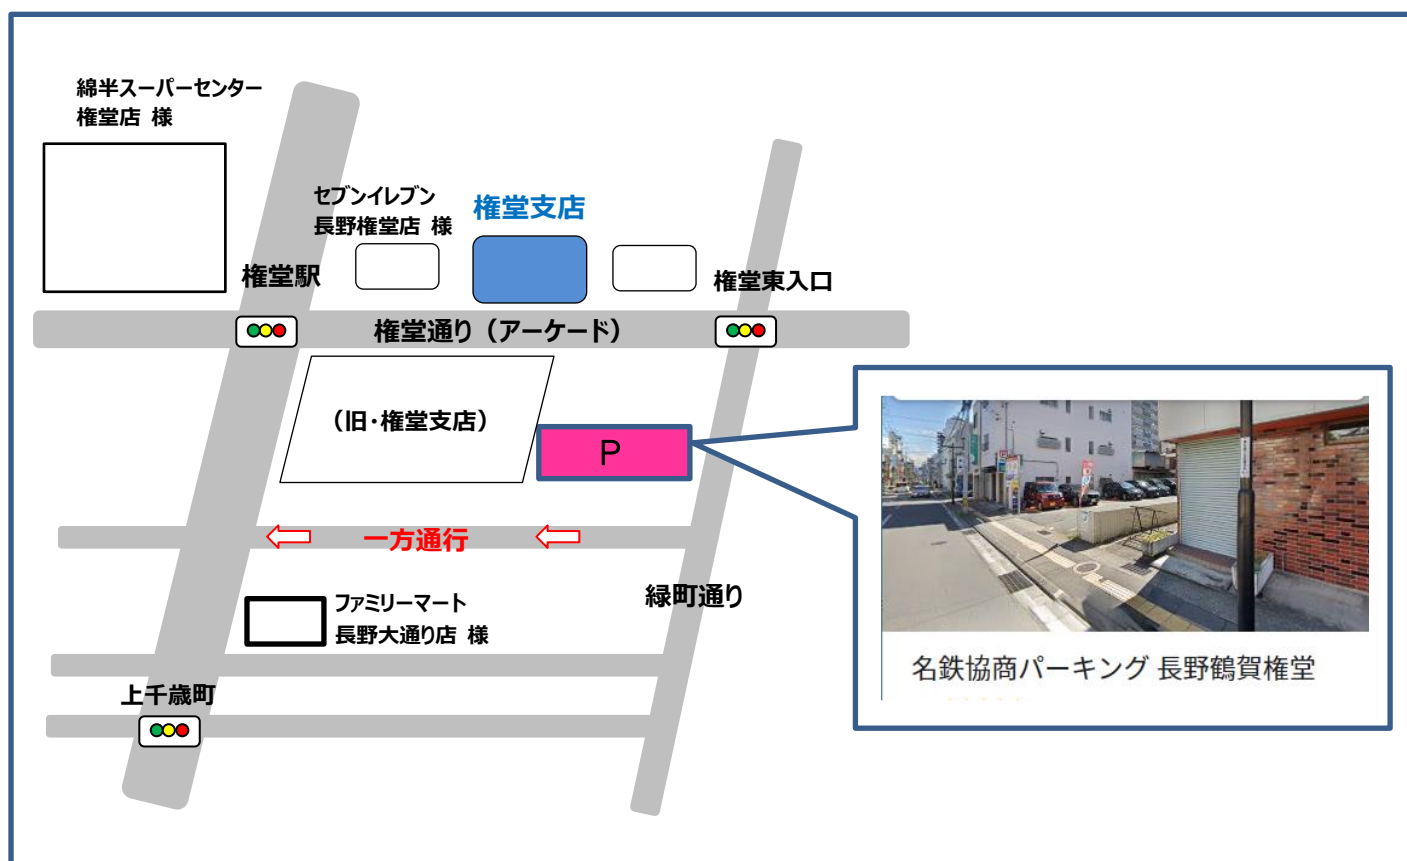 綿半スーパーセンター
権堂店 様
セブンイレブン
長野権堂店 様
権堂支店
権堂駅
権堂東入口
権堂通り（アーケード）
（旧・権堂支店）
P
一方通行
緑町通り
ファミリーマート
長野大通り店 様
上千歳町
名鉄協商パーキング 長野鶴賀権堂